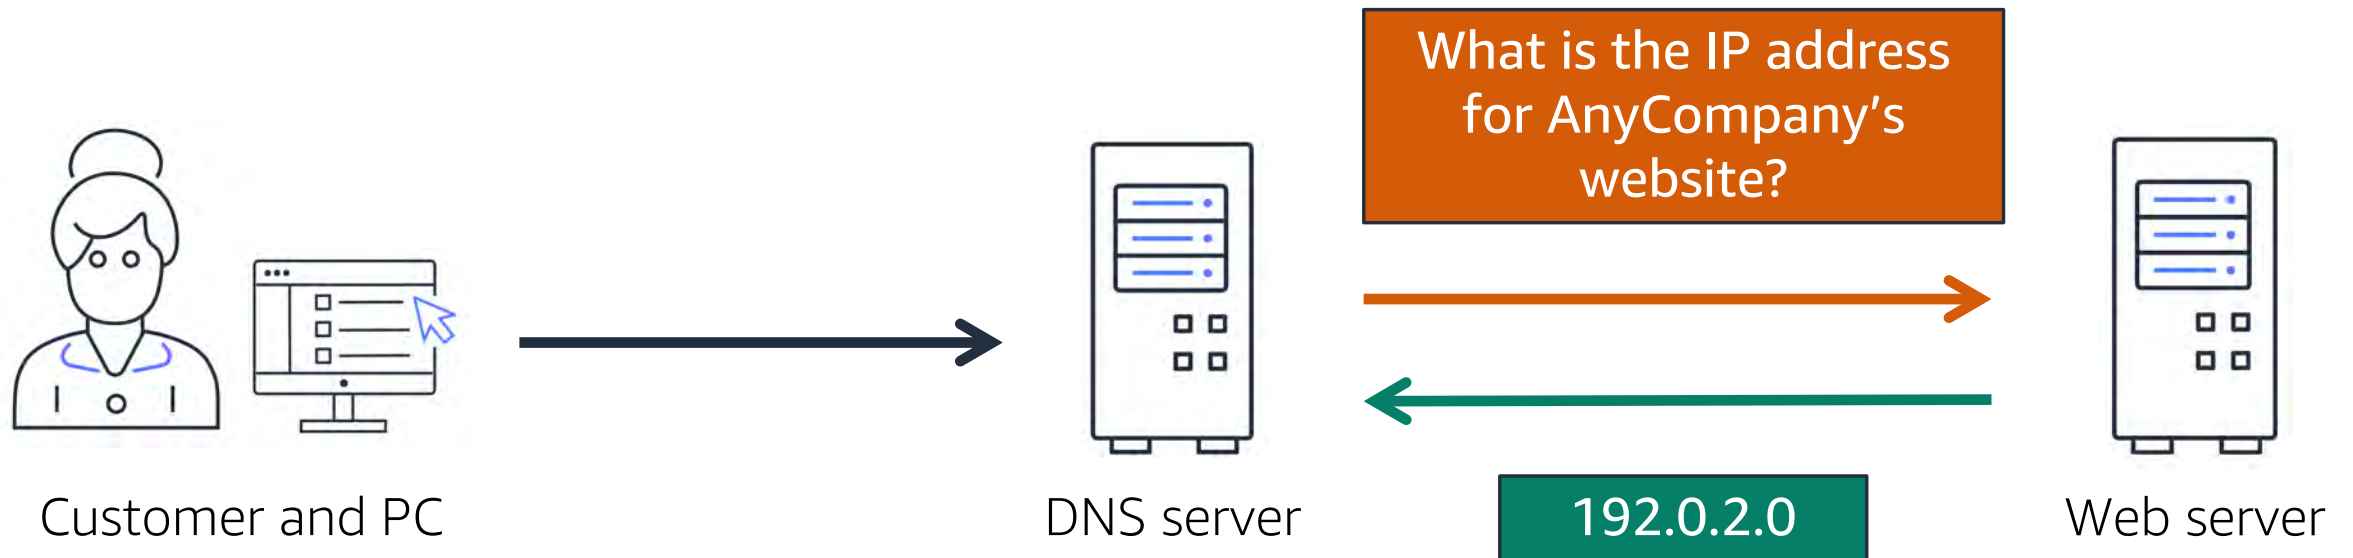 What is the IP address
for AnyCompany’s
website?
Customer and PC
DNS server
192.0.2.0
Web server